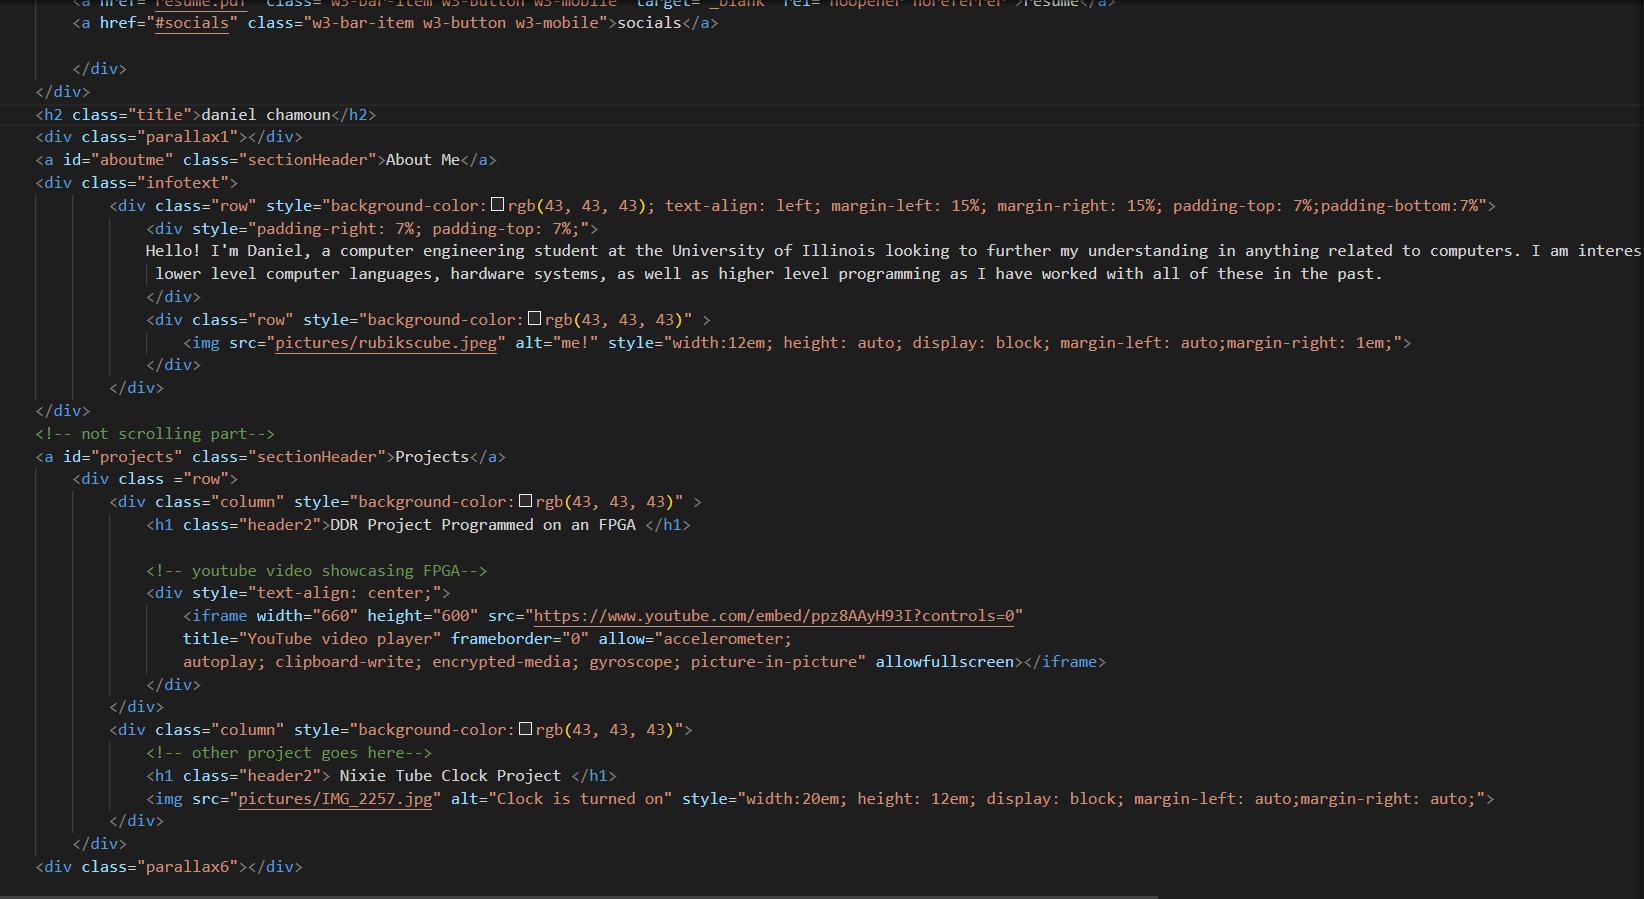 <a href="resume.pdf" class="w3-bar-item w3-button w3-mobile" target="_blank" rel="noopener noreferrer">resume</a>
<a href="#socials" class="w3-bar-item w3-button w3-mobile">socials</a>
</div>
</div>
<h2 class="title">daniel chamoun</h2>
<div class="parallax1"></div>
<a id="aboutme" class="sectionHeader">About Me</a>
<div class="infotext">
<div class="row" style="background-color:rgb(43, 43, 43); text-align: left; margin-left: 15%; margin-right: 15%; padding-top: 7%;padding-bottom:7%">
<div style="padding-right: 7%; padding-top: 7%;">
Hello! I'm Daniel, a computer engineering student at the University of Illinois looking to further my understanding in anything related to computers. I am interes
lower level computer languages, hardware systems, as well as higher level programming as I have worked with all of these in the past.
</div>
<div class="row" style="background-color:rgb(43, 43, 43)" >
<img src="pictures/rubikscube.jpeg" alt="me!" style="width:12em; height: auto; display: block; margin-left: auto;margin-right: 1em;">
</div>
</div>
</div>
<!-- not scrolling part-->
<a id="projects" class="sectionHeader">Projects</a>
<div class ="row">
<div class="column" style="background-color:rgb(43, 43, 43)" >
<h1 class="header2">DDR Project Programmed on an FPGA </h1>
<!-- youtube video showcasing FPGA-->
<div style="text-align: center;">
<iframe width="660" height="600" src="https://www.youtube.com/embed/ppz8AAyH93I?controls=0"
title="YouTube video player" frameborder="0" allow="accelerometer;
autoplay; clipboard-write; encrypted-media; gyroscope; picture-in-picture" allowfullscreen></iframe>
</div>
</div>
<div class="column" style="background-color:rgb(43, 43, 43)">
<!-- other project goes here-->
<h1 class="header2"> Nixie Tube Clock Project </h1>
<img src="pictures/IMG_2257.jpg" alt="Clock is turned on" style="width:20em; height: 12em; display: block; margin-left: auto;margin-right: auto;">
</div>
</div>
<div class="parallax6"></div>